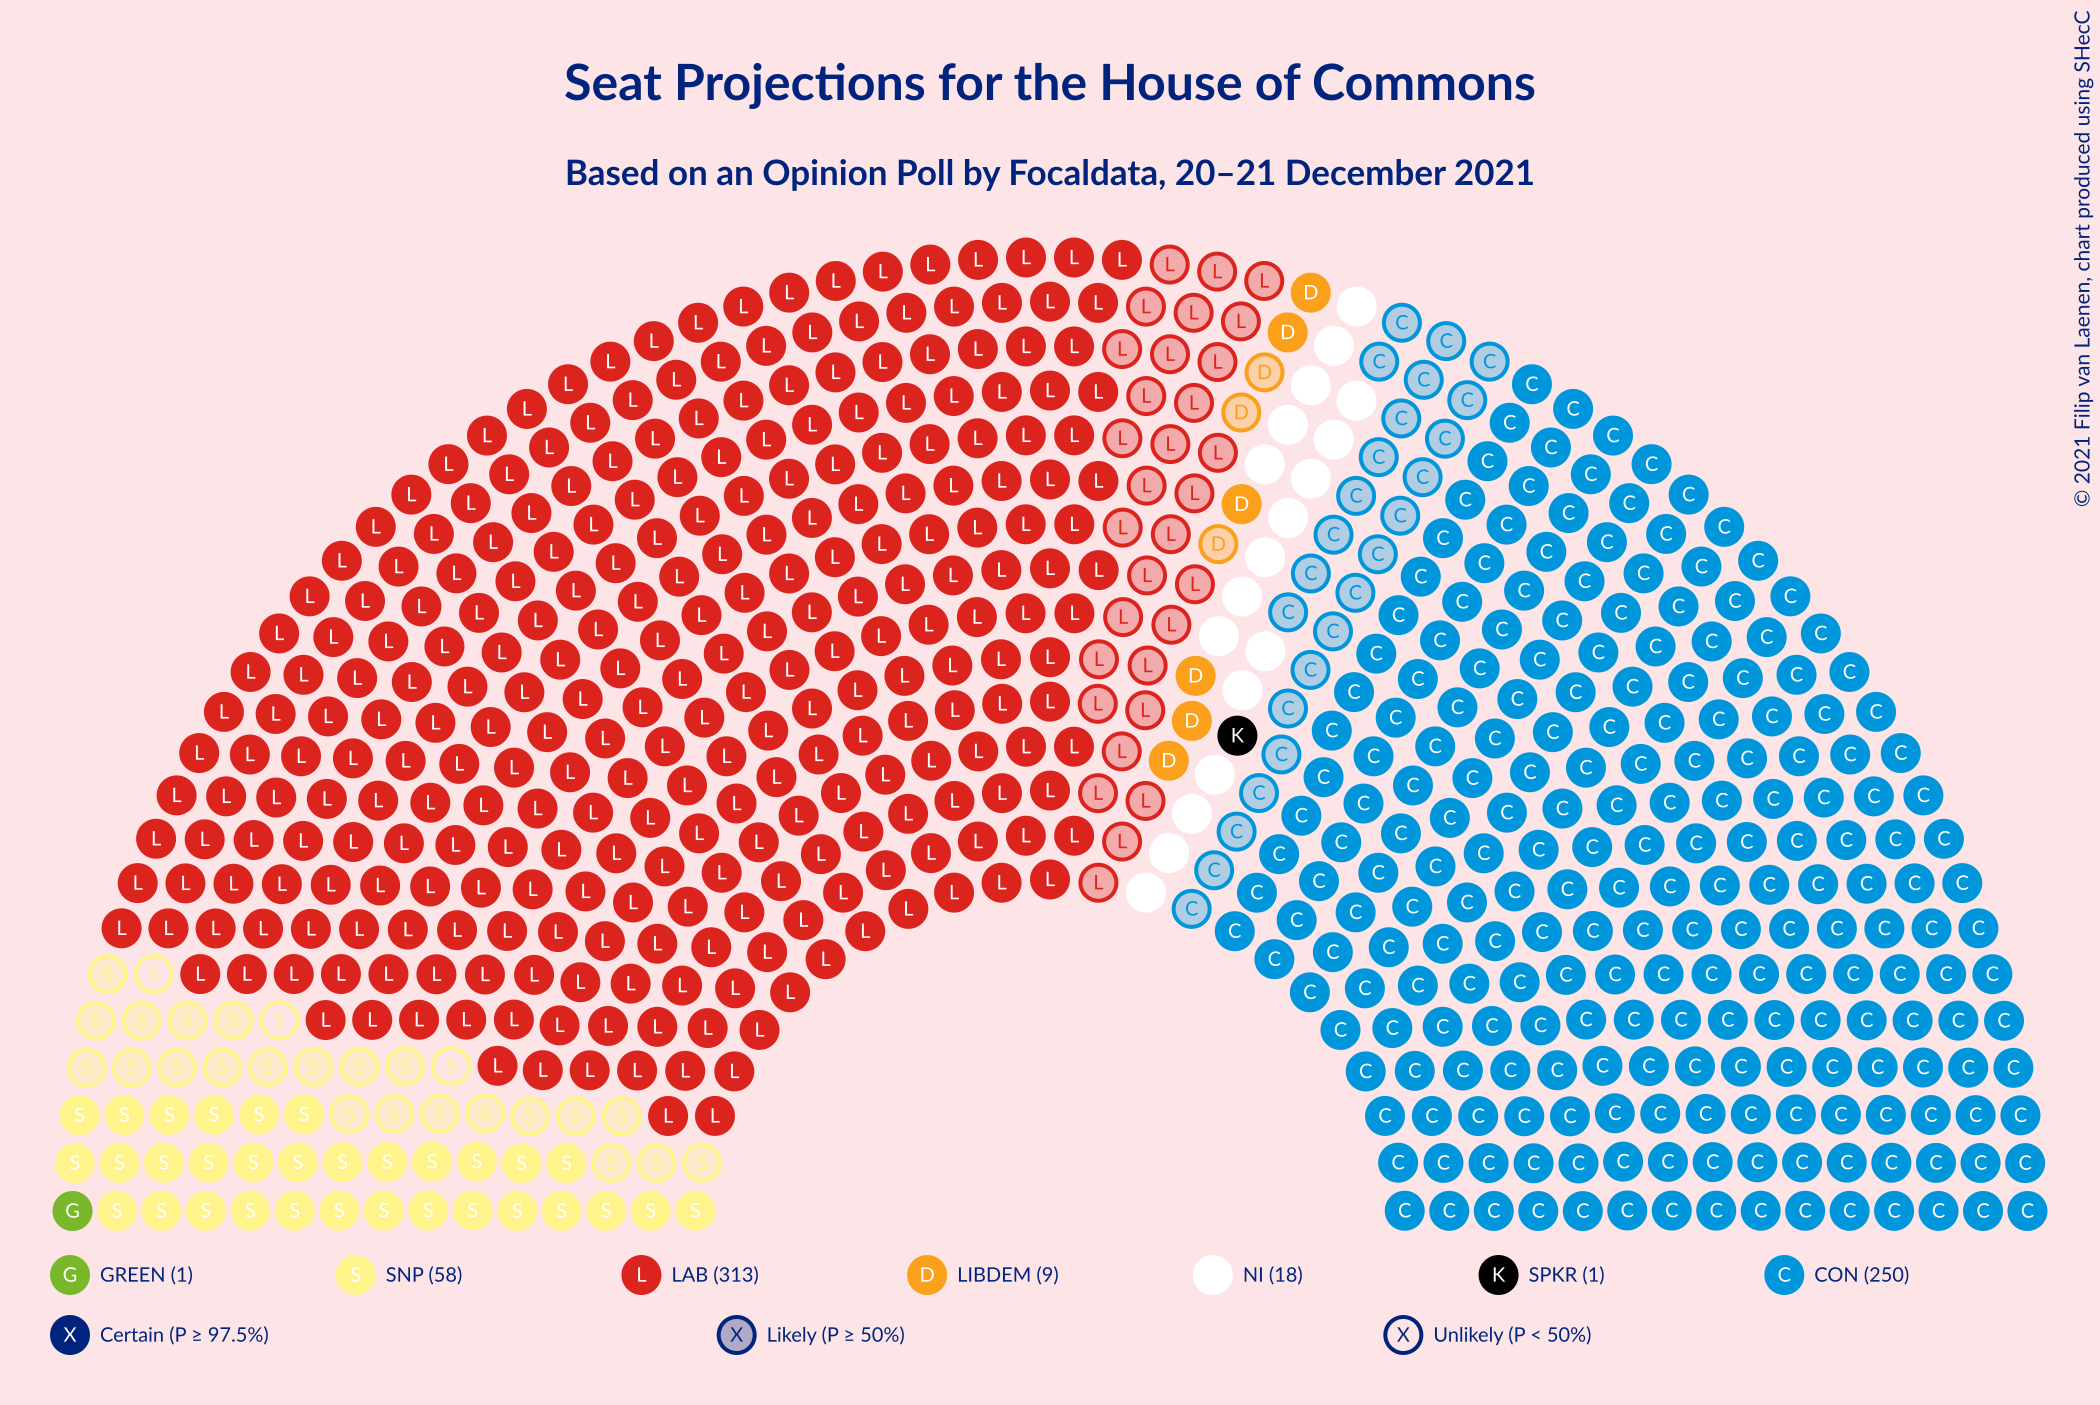 Seat Projections for the House of Commons
Based on an Opinion Poll by Focaldata, 20–21 December 2021
© 2021 Filip van Laenen, chart produced using SHecC
G GREEN (1) S SNP (58) L LAB (313) D LIBDEM (9) NI (18) K SPKR (1) C CON (250)
X Certain (P ≥ 97.5%) X Likely (P ≥ 50%) X Unlikely (P < 50%)